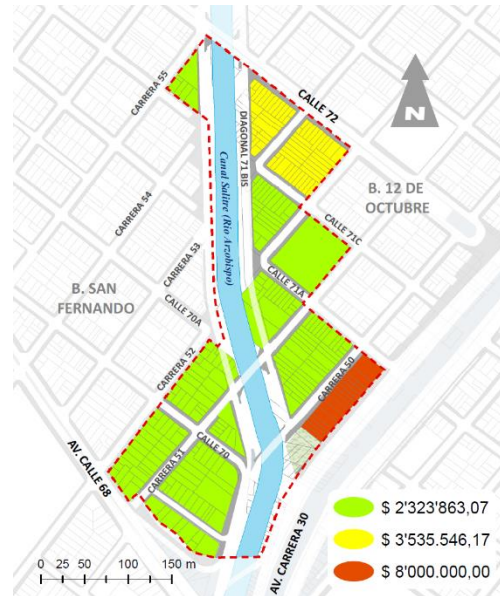 CARRERA 55
CALLE 72
N
DIAGONAL 71 BIS
Canal Salitre (Rio Arzobispo)
CARRERA 54
B. 12 DE
OCTUBRE
CARRERA 53
CALLE 71C
B. SAN
FERNANDO
CALLE 70A
CALLE 71A
CARRERA 52
CARRERA 50
CALLE 70
CARRERA 51
AV. CALLE 68
AV. CARRERA 30
$ 2'323'863,07
$ 3'535.546,17
$ 8'000.000,00
0 25 50 100 150 m